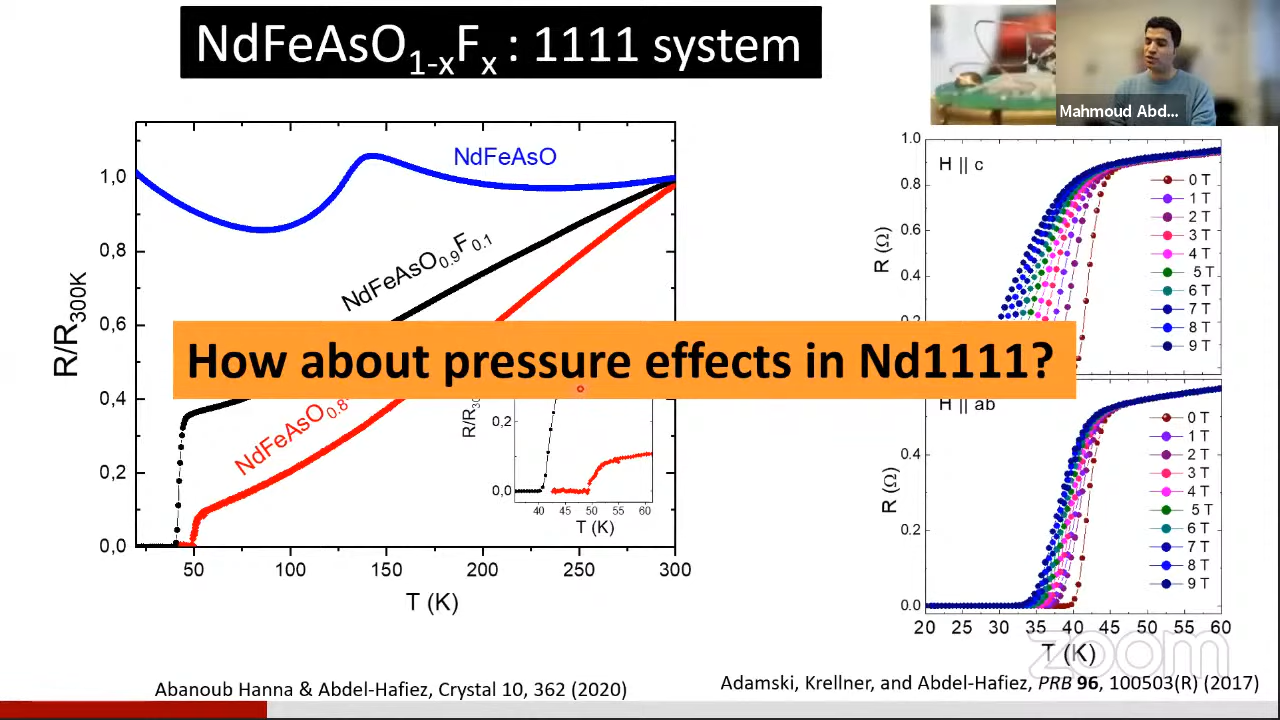 NdFeAsO1-xFx : 1111 system
Mahmoud Abd...
NdFeAsO
NdFeAsO0.9F0.1
NdFeAsO0.8
R/R300K
1,0
0,8
0,6
0,4
0,2
0,0
50
100
150
200
250
300
T (K)
How about pressure effects in Nd1111?
R/R30
0,2
0,0
40
45
50
55
60
T (K)
H || c
R (Ω)
1.0
0.8
0.6
0.4
0.2
0 T
1 T
2 T
3 T
4 T
5 T
6 T
7 T
8 T
9 T
H || ab
R (Ω)
0.4
0.2
0.0
0 T
1 T
2 T
3 T
4 T
5 T
6 T
7 T
8 T
9 T
20
25
30
35
40
45
50
55
60
T (K)
zoom
Abanoub Hanna & Abdel-Hafiez, Crystal 10, 362 (2020)
Adamski, Krellner, and Abdel-Hafiez, PRB 96, 100503(R) (2017)